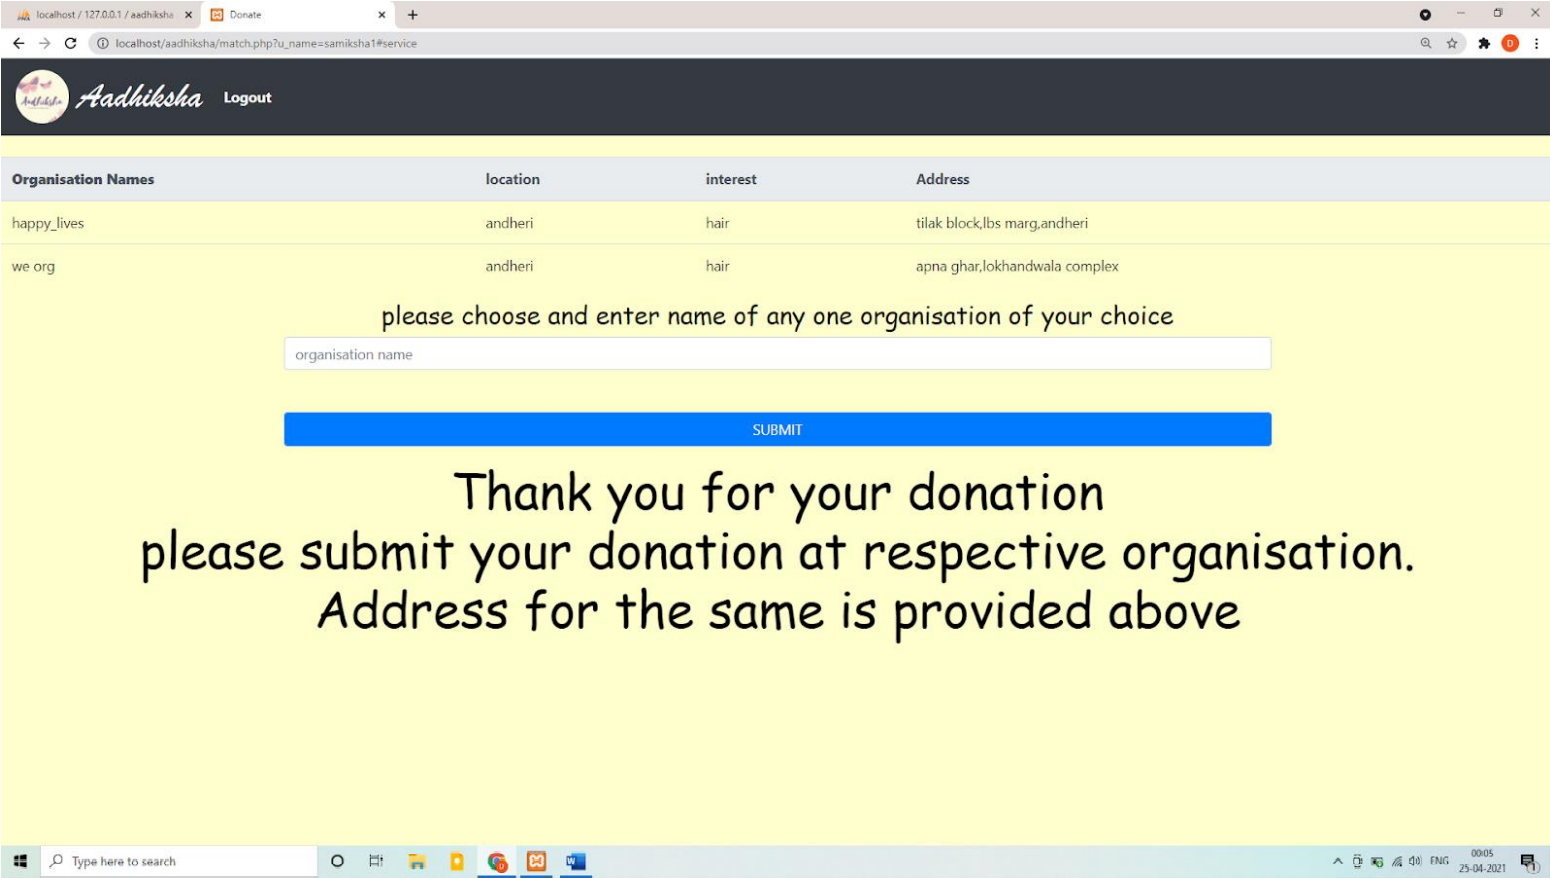 localhost / 127.0.0.1 / aadhiksha
Donate
localhost/aadhiksha/match.php?u_name=samiksha1#service
D
Aadhiksha Aadhiksha Logout
Organisation Names location interest Address
happy_lives andheri hair tilak block,lbs marg,andheri
we org andheri hair apna ghar,lokhandwala complex
please choose and enter name of any one organisation of your choice
organisation name
SUBMIT
Thank you for your donation
please submit your donation at respective organisation.
Address for the same is provided above
Type here to search
ENG
00:05
25-04-2021